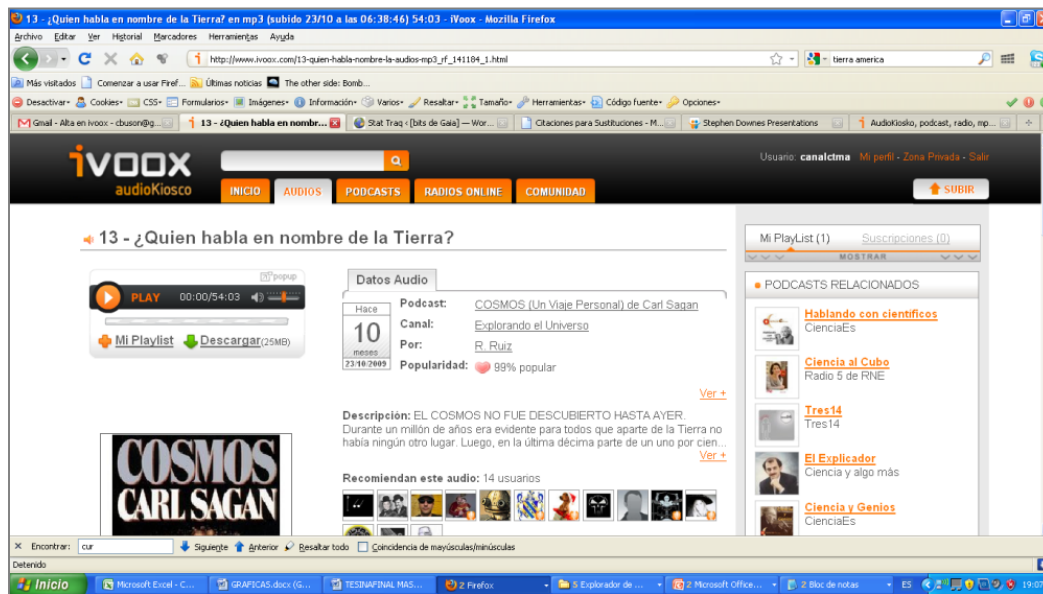 13 - ¿Quien habla en nombre de la Tierra? en mp3 (subido 23/10 a las 06:38:46) 54:03 - iVoox - Mozilla Firefox
Archivo Editar Ver Historial Marcadores Herramientas Ayuda
http://www.ivoox.com/13-quien-habla-nombre-la-audios-mp3_rf_141184_1.html
tierra america
Más visitados Comenzar a usar Firef... Últimas noticias The other side: Bomb...
Desactivar Cookies CSS Formularios Imágenes Información Varios Resaltar Tamaño Herramientas Código fuente Opciones
Gmail - Alta en ivoox - cbuson@g... 13 - ¿Quien habla en nombr... Stat Traq < [bits de Gaia] — Wor... Citaciones para Sustituciones - M... Stephen Downes Presentations AudioKiosko, podcast, radio, mp...
ivoox
audioKiosco
Usuario: canalctma Mi perfil - Zona Privada - Salir
INICIO AUDIOS PODCASTS RADIOS ONLINE COMUNIDAD
SUBIR
13 - ¿Quien habla en nombre de la Tierra?
popup
PLAY 00:00/54:03
Mi Playlist Descargar(25MB)
Datos Audio
Hace
10
meses
23/10/2009
Podcast: COSMOS (Un Viaje Personal) de Carl Sagan
Canal: Explorando el Universo
Por: R. Ruiz
Popularidad: 99% popular
Ver +
Descripción: EL COSMOS NO FUE DESCUBIERTO HASTA AYER.
Durante un millón de años era evidente para todos que aparte de la Tierra no
había ningún otro lugar. Luego, en la última décima parte de un uno por cien...
Ver +
Recomiendan este audio: 14 usuarios
COSMOS
CARL SAGAN
Mi PlayList (1) Suscripciones (0)
MOSTRAR
PODCASTS RELACIONADOS
Hablando con científicos
CienciaEs
Ciencia al Cubo
Radio 5 de RNE
Tres14
Tres14
El Explicador
Ciencia y algo más
Ciencia y Genios
CienciaEs
Encontrar: cur Siguiente Anterior Resaltar todo Coincidencia de mayúsculas/minúsculas
Detenido
Inicio Microsoft Excel - C... GRAFICAS.docx (G... TESINAFINAL MAS... 2 Firefox 5 Explorador de ... 2 Microsoft Office... 2 Bloc de notas ES 19:07